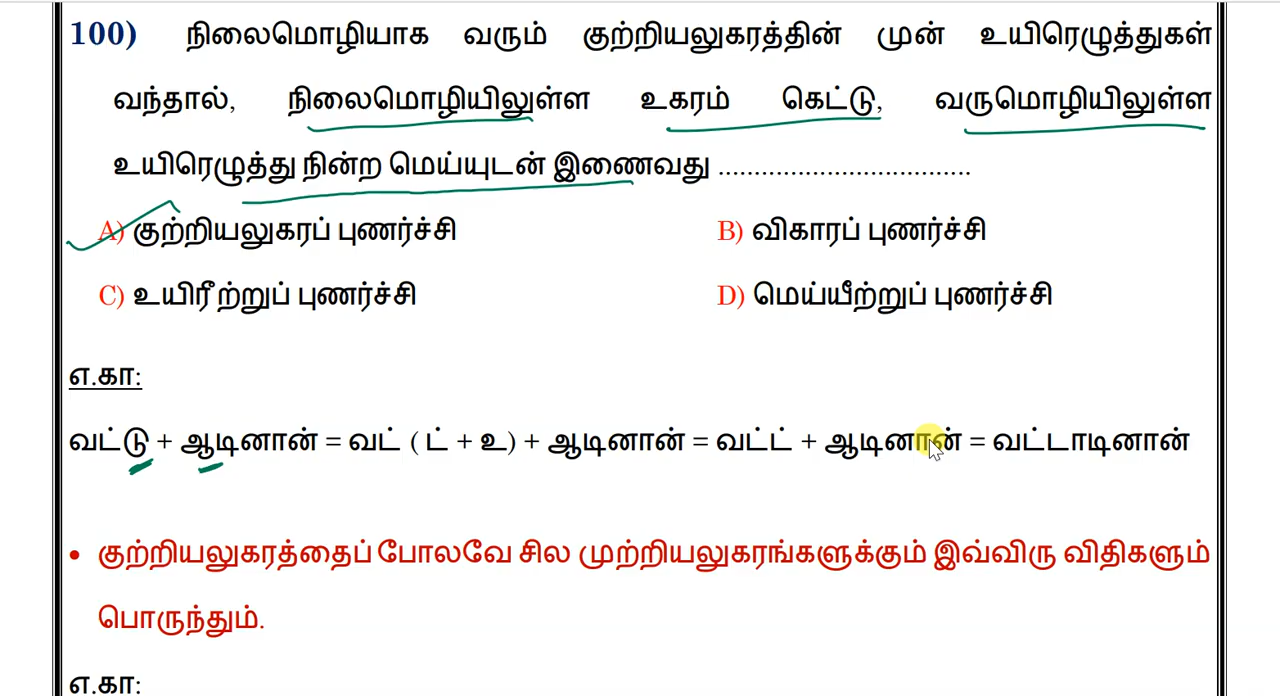 100) நிலைமொழியாக வரும் குற்றியலுகரத்தின் முன் உயிரெழுத்துகள்
வந்தால், நிலைமொழியிலுள்ள உகரம் கெட்டு, வருமொழியிலுள்ள
உயிரெழுத்து நின்ற மெய்யுடன் இணைவது ....................................
A) குற்றியலுகரப் புணர்ச்சி B) விகாரப் புணர்ச்சி
C) உயிரீற்றுப் புணர்ச்சி D) மெய்யீற்றுப் புணர்ச்சி
எ.கா:
வட்டு + ஆடினான் = வட் ( ட் + உ) + ஆடினான் = வட்ட் + ஆடினான் = வட்டாடினான்
• குற்றியலுகரத்தைப் போலவே சில முற்றியலுகரங்களுக்கும் இவ்விரு விதிகளும்
பொருந்தும்.
எ.கா: